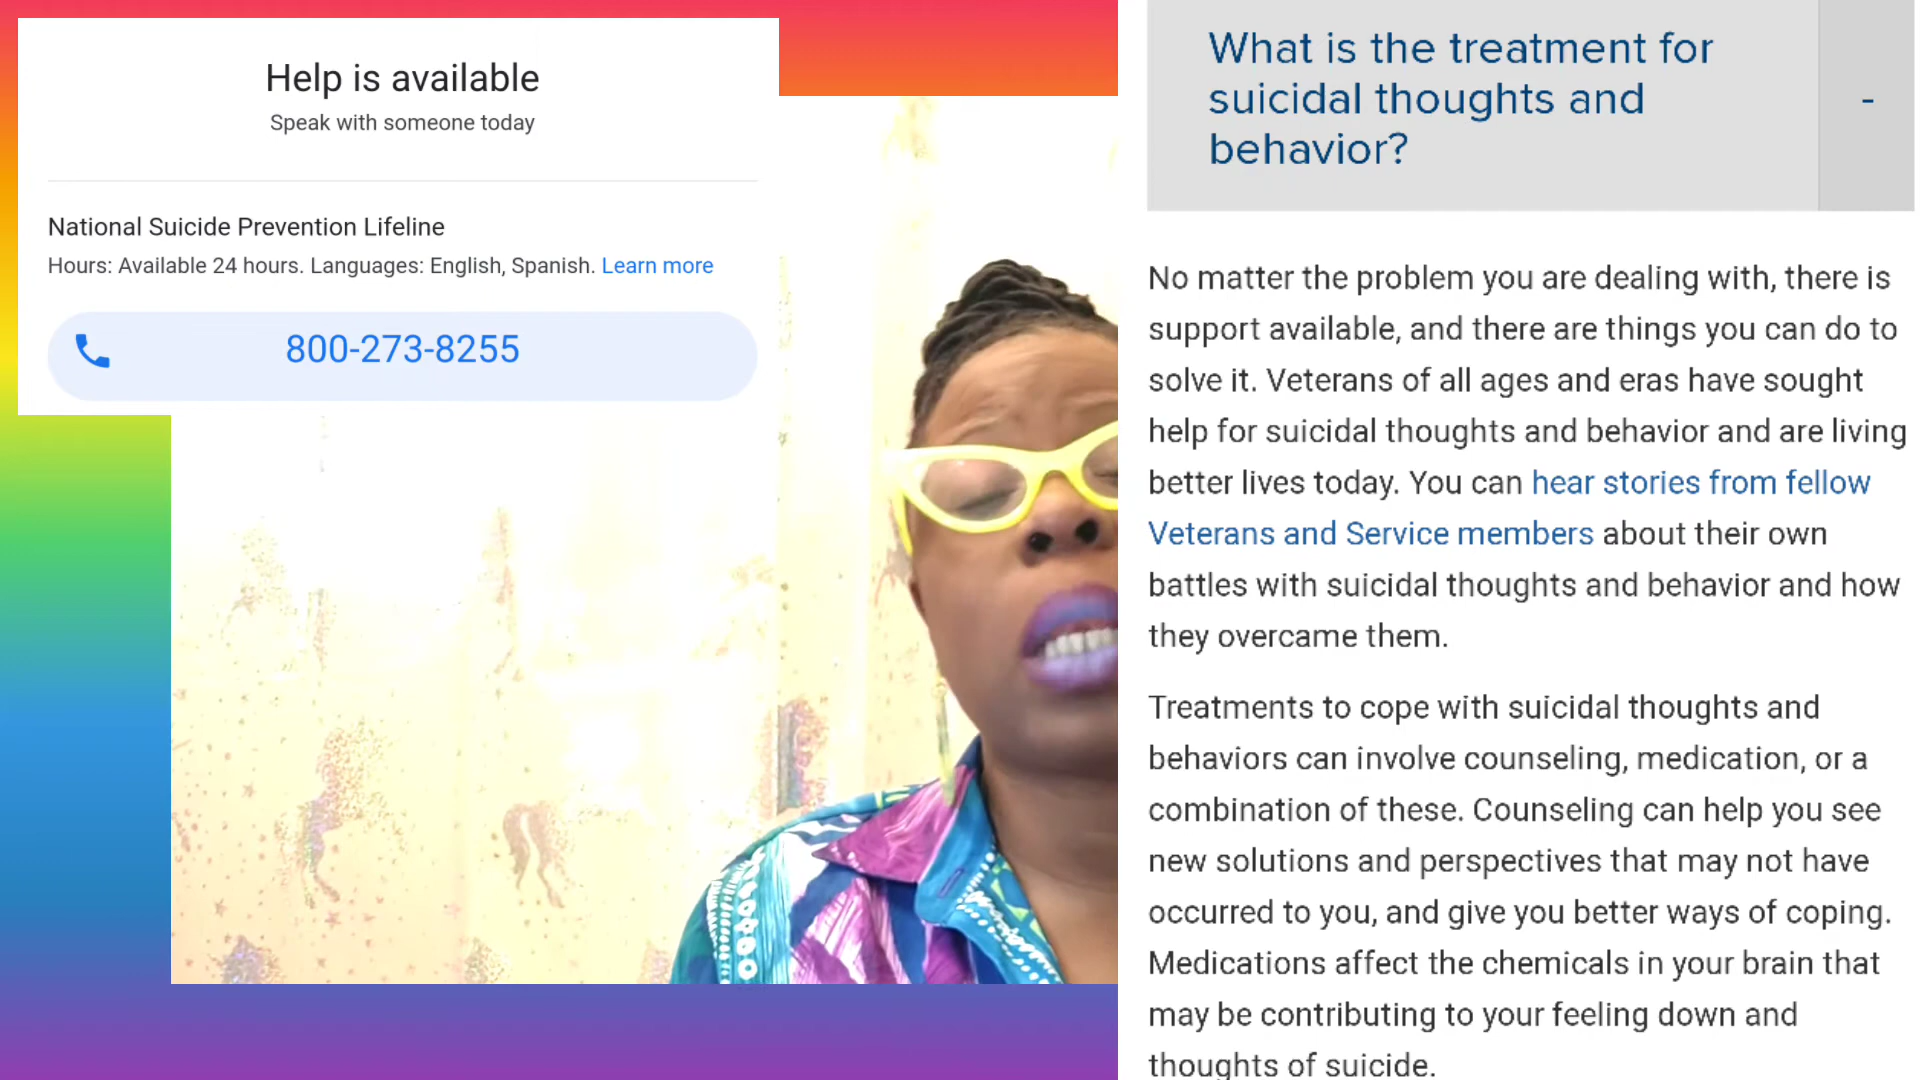 Help is available
Speak with someone today
National Suicide Prevention Lifeline
Hours: Available 24 hours. Languages: English, Spanish. Learn more
800-273-8255
What is the treatment for
suicidal thoughts and
behavior?
-
No matter the problem you are dealing with, there is
support available, and there are things you can do to
solve it. Veterans of all ages and eras have sought
help for suicidal thoughts and behavior and are living
better lives today. You can hear stories from fellow
Veterans and Service members about their own
battles with suicidal thoughts and behavior and how
they overcame them.
Treatments to cope with suicidal thoughts and
behaviors can involve counseling, medication, or a
combination of these. Counseling can help you see
new solutions and perspectives that may not have
occurred to you, and give you better ways of coping.
Medications affect the chemicals in your brain that
may be contributing to your feeling down and
thoughts of suicide.